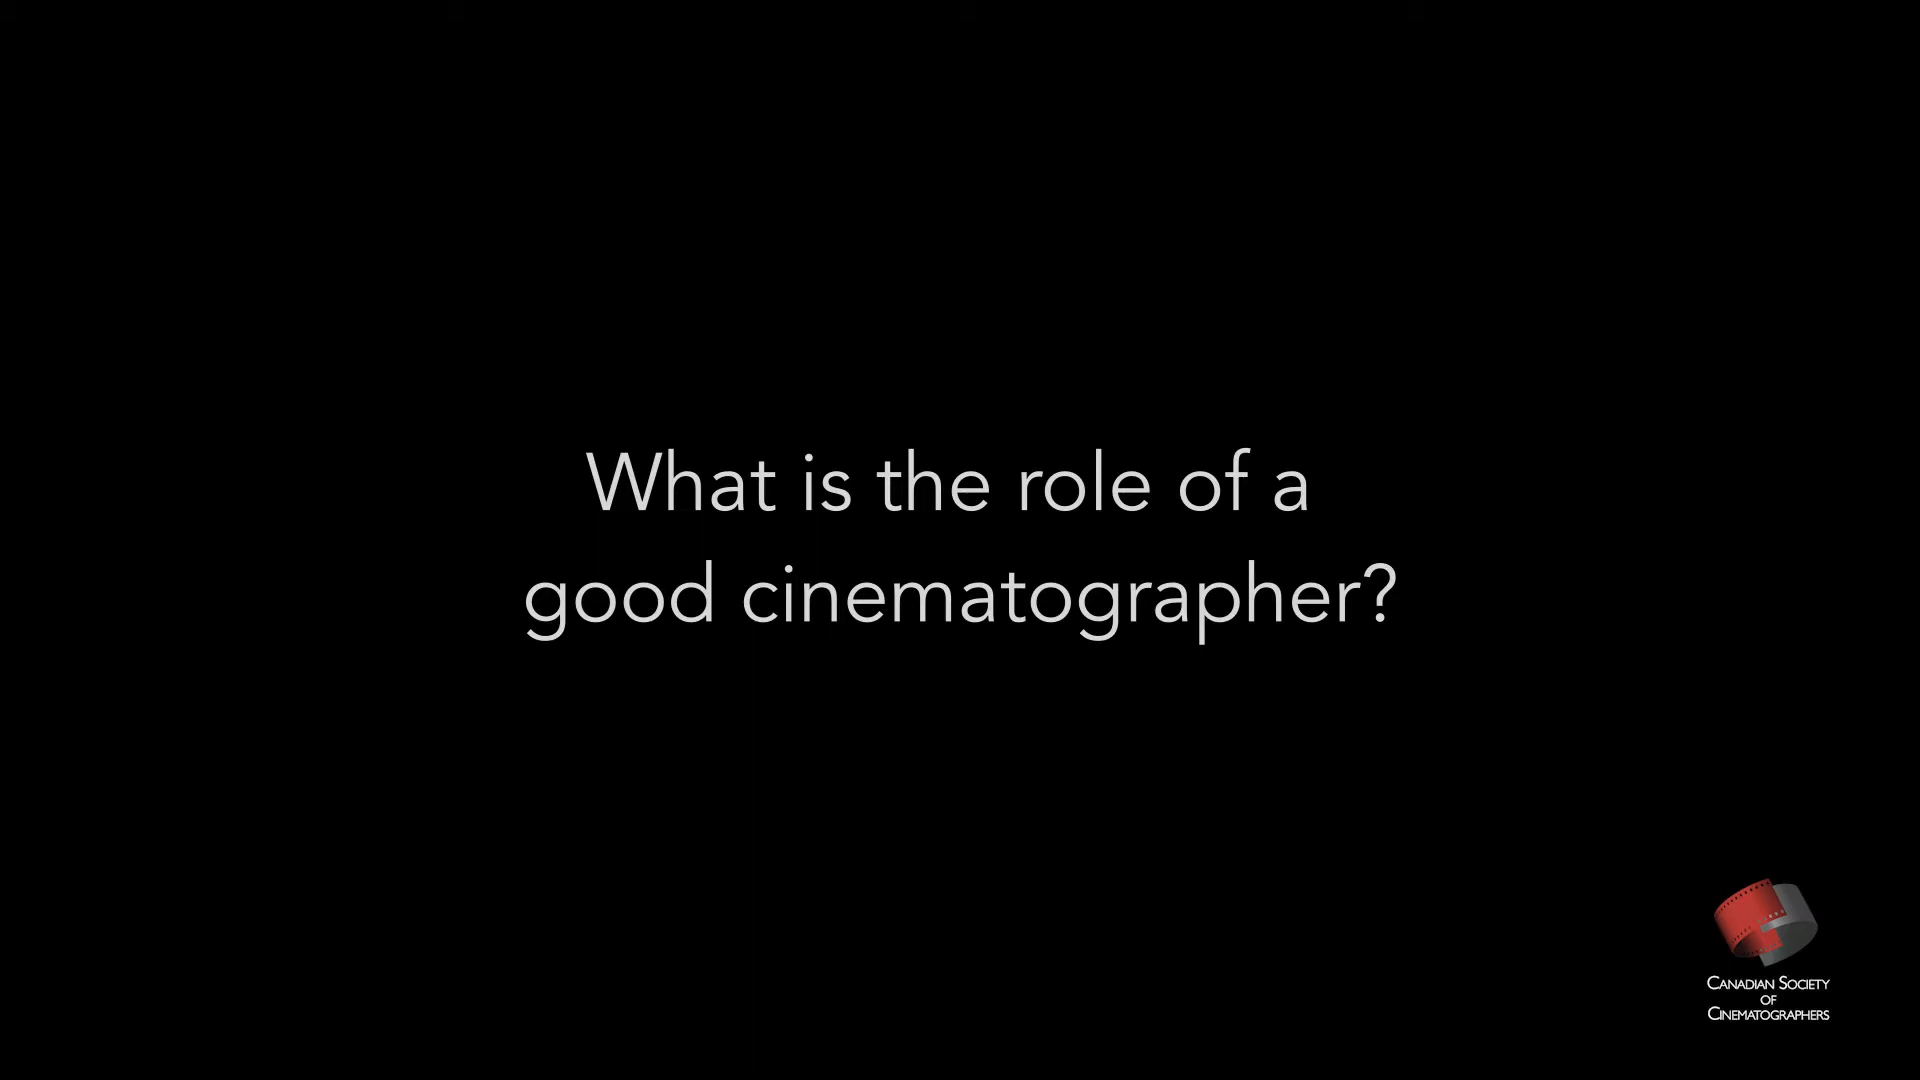 What is the role of a
good cinematographer?
CANADIAN SOCIETY
OF
CINEMATOGRAPHERS